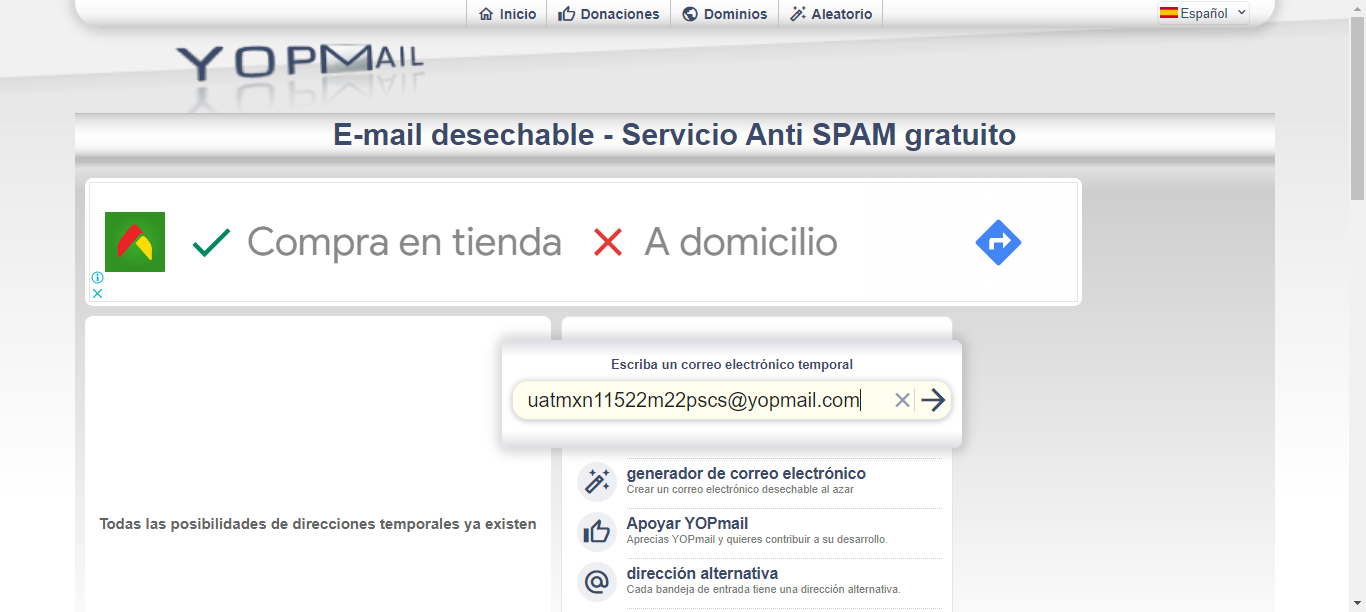 Inicio
Donaciones
Dominios
Aleatorio
Español
YOPMAIL
E-mail desechable - Servicio Anti SPAM gratuito
Compra en tienda
A domicilio
Todas las posibilidades de direcciones temporales ya existen
Escriba un correo electrónico temporal
uatmxn11522m22pscs@yopmail.com
generador de correo electrónico
Crear un correo electrónico desechable al azar
Apoyar YOPmail
Aprecias YOPmail y quieres contribuir a su desarrollo.
dirección alternativa
Cada bandeja de entrada tiene una dirección alternativa.